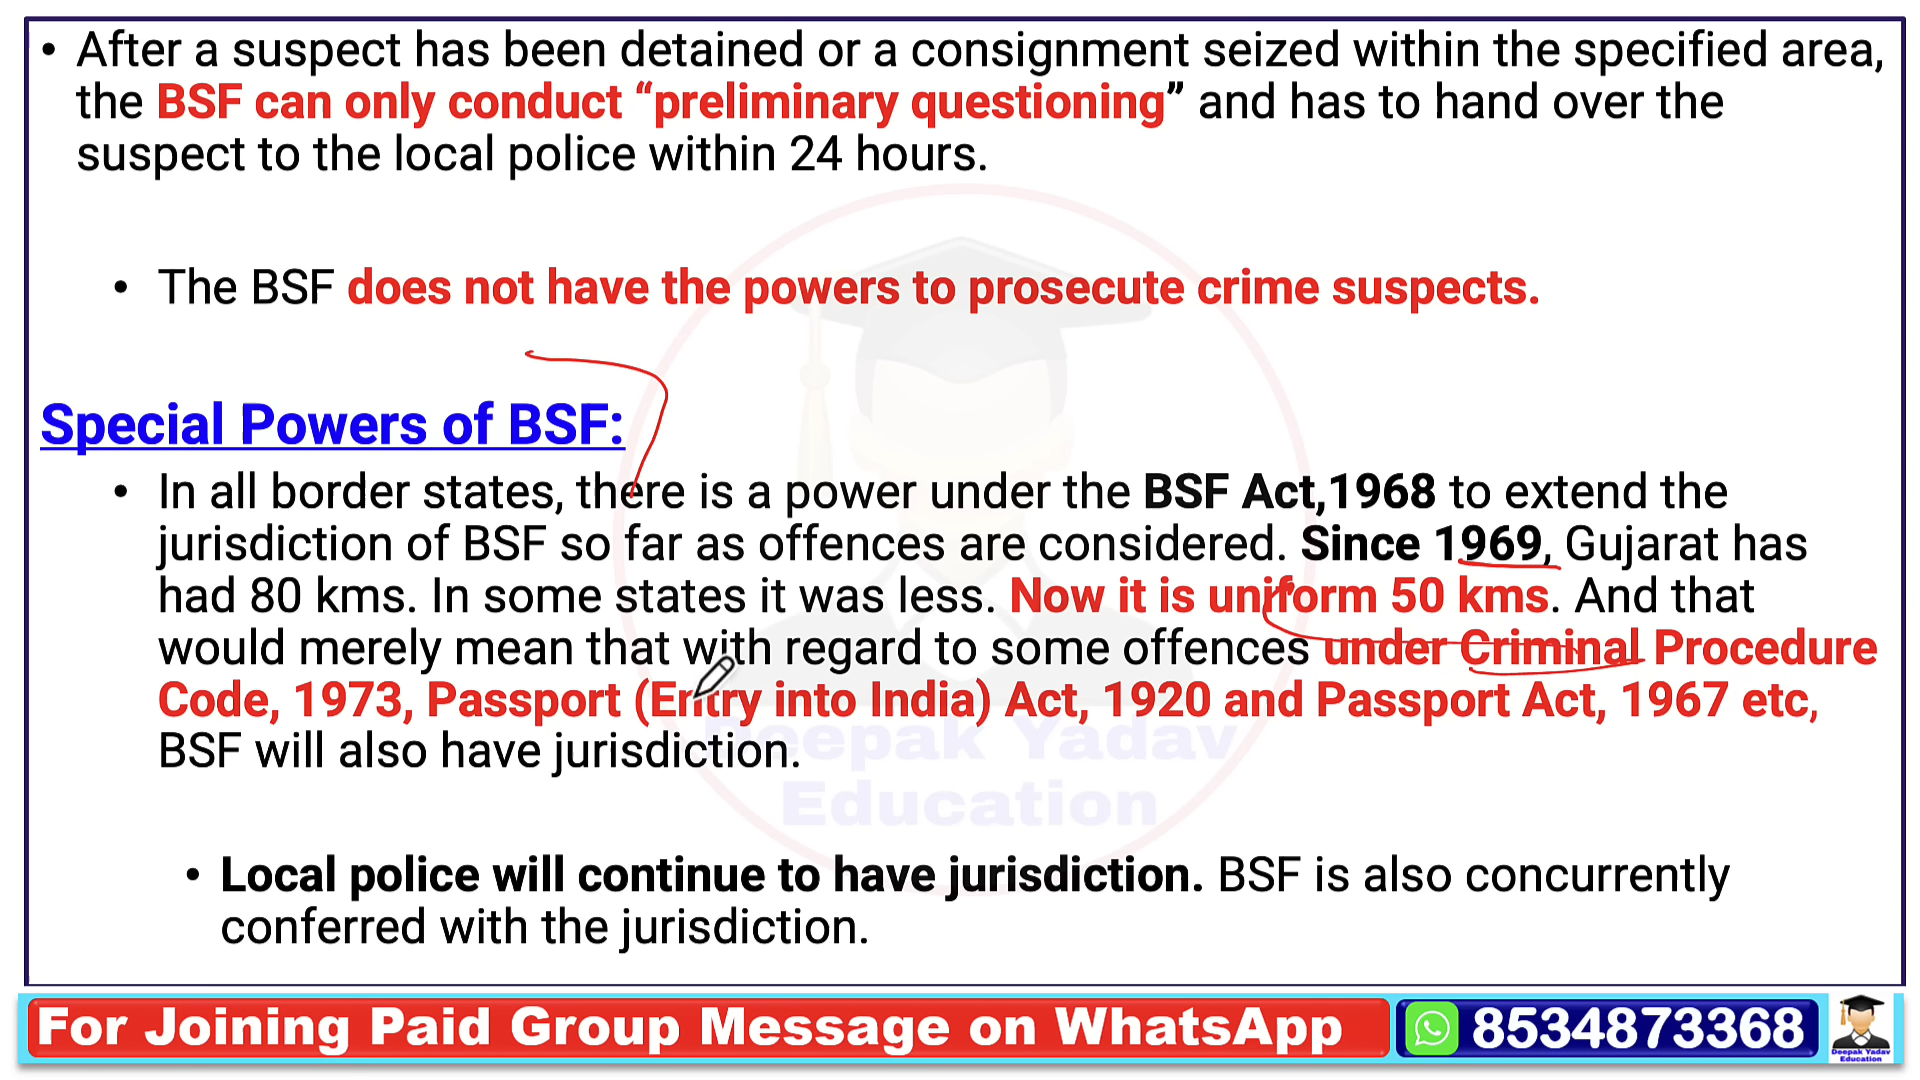 • After a suspect has been detained or a consignment seized within the specified area,
the BSF can only conduct “preliminary questioning” and has to hand over the
suspect to the local police within 24 hours.
• The BSF does not have the powers to prosecute crime suspects.
Special Powers of BSF:
• In all border states, there is a power under the BSF Act,1968 to extend the
jurisdiction of BSF so far as offences are considered. Since 1969, Gujarat has
had 80 kms. In some states it was less. Now it is uniform 50 kms. And that
would merely mean that with regard to some offences under Criminal Procedure
Code, 1973, Passport (Entry into India) Act, 1920 and Passport Act, 1967 etc,
BSF will also have jurisdiction.
Deepak Yadav
Education
• Local police will continue to have jurisdiction. BSF is also concurrently
conferred with the jurisdiction.
For Joining Paid Group Message on WhatsApp
8534873368
Deepak Yadav
Education